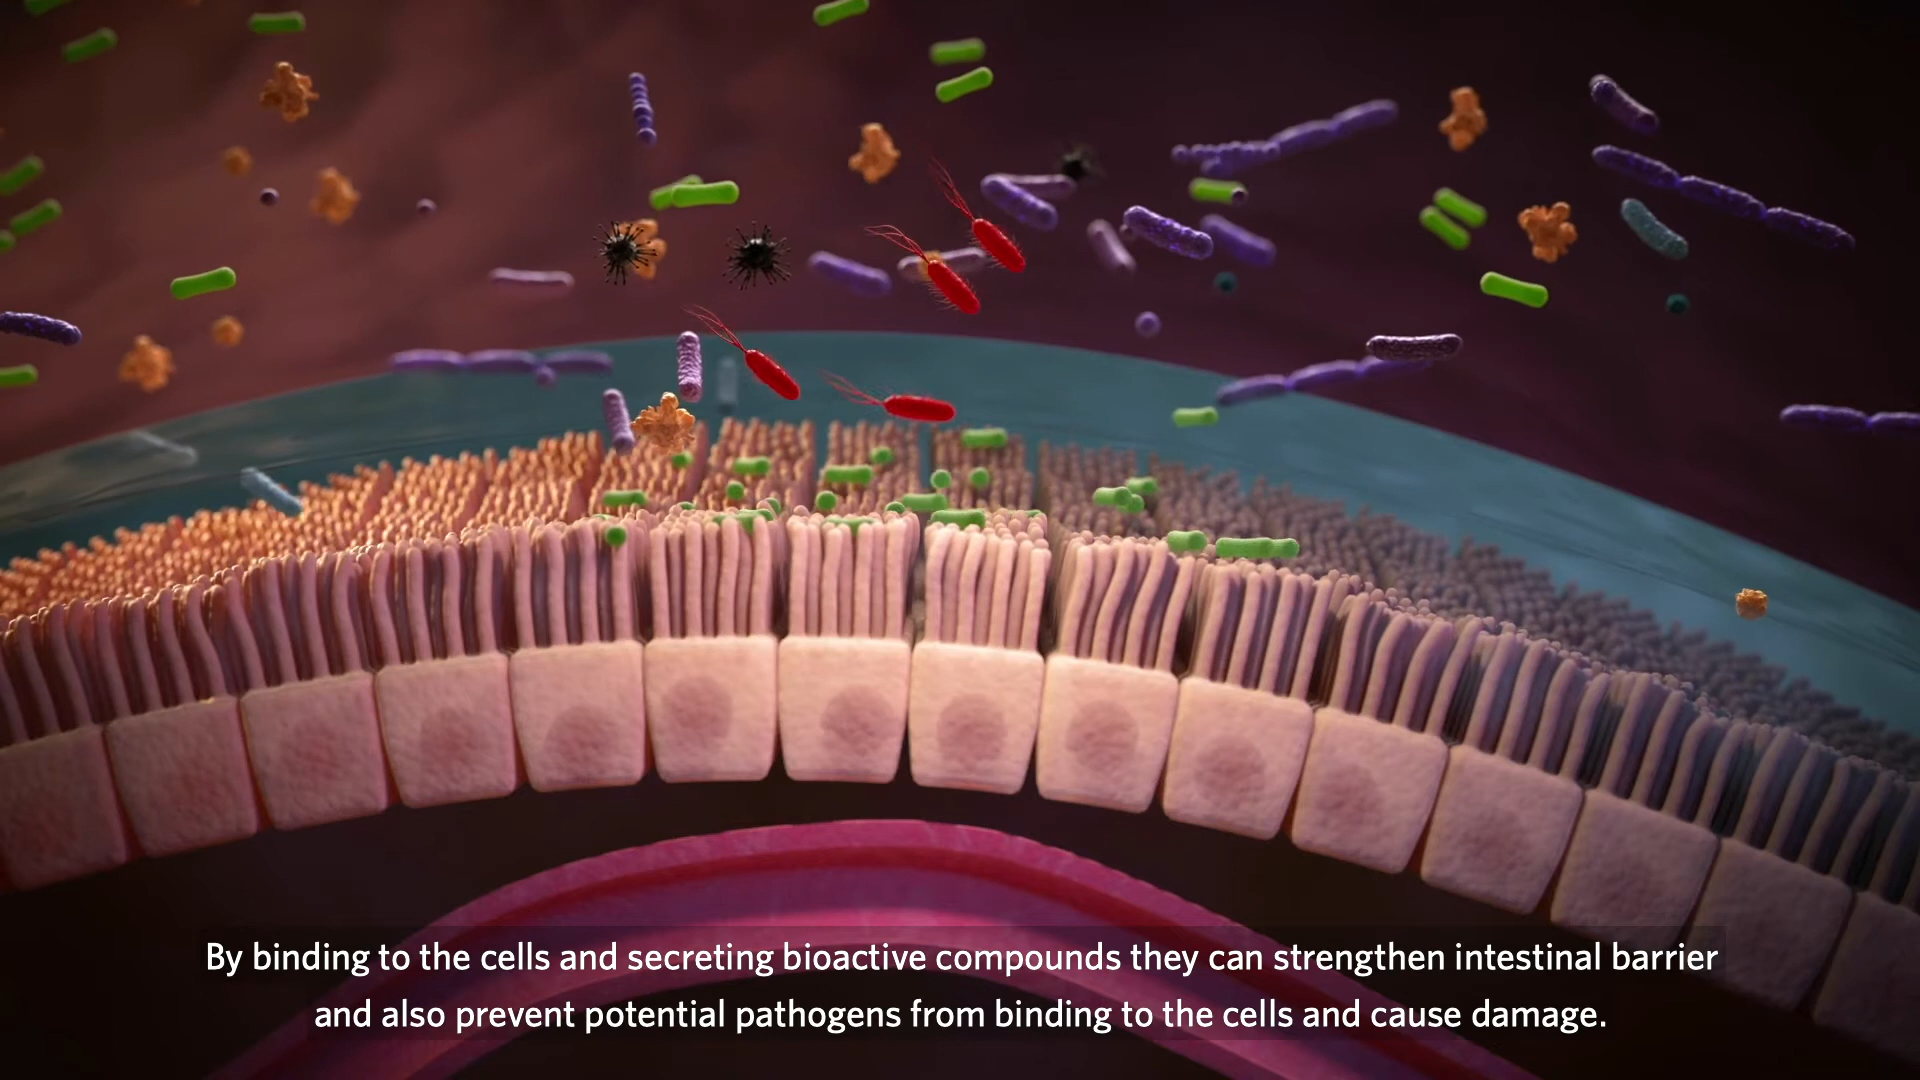 By binding to the cells and secreting bioactive compounds they can strengthen intestinal barrier
and also prevent potential pathogens from binding to the cells and cause damage.